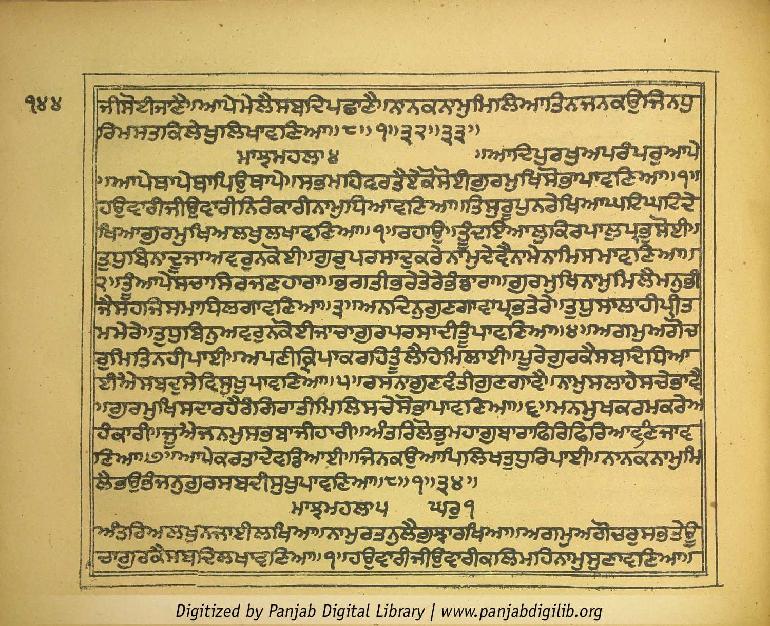 ੧੪੪
ਜੀਸੋਈਜਾਣੈ॥ਆਪੇਮੇਲੈਸਬਦਿਪਛਾਣੈ॥ਨਾਨਕਨਾਮੁਮਿਲਿਆਤਿਨਜਨਕਉਜਿਨਧੁ
ਰਿਮਸਤਕਿਲੇਖੁਲਿਖਾਵਣਿਆ॥੮॥੧॥੩੨॥੩੩॥
ਮਾਝਮਹਲਾ੪ ॥ਆਦਿਪੁਰਖੁਅਪਰੰਪਰੁਆਪੇ
॥ਆਪੇਥਾਪੇਥਾਪਿਉਥਾਪੇ॥ਸਭਮਹਿਵਰਤੈਏਕੋਸੋਈਗੁਰਮੁਖਿਸੋਭਾਪਾਵਣਿਆ॥੧॥
ਹਉਵਾਰੀਜੀਉਵਾਰੀਨਿਰੰਕਾਰੀਨਾਮੁਧਿਆਵਣਿਆ॥ਤਿਸੁਰੂਪੁਨਰੇਖਿਆਘਟਿਘਟਿਦੇ
ਖਿਆਗੁਰਮੁਖਿਅਲਖੁਲਖਾਵਣਿਆ॥੧॥ਰਹਾਉ॥ਤੂੰਦਇਆਲੁਕਿਰਪਾਲੁਪ੍ਰਭੁਸੋਈ॥
ਤੁਧੁਬਿਨੁਦੂਜਾਅਵਰੁਨਕੋਈ॥ਗੁਰੁਪਰਸਾਦੁਕਰੇਨਾਮੁਦੇਵੈਨਾਮੇਨਾਮਿਸਮਾਵਣਿਆ॥
੨॥ਤੂੰਆਪੇਸਚਾਸਿਰਜਣਹਾਰਾ॥ਭਗਤੀਭਰੇਤੇਰੇਭੰਡਾਰਾ॥ਗੁਰਮੁਖਿਨਾਮੁਮਿਲੈਮਨੁਭੀ
ਜੈਸਹਜਿਸਮਾਧਿਲਗਾਵਣਿਆ॥੩॥ਅਨਦਿਨੁਗੁਣਗਾਵਾਪ੍ਰਭਤੇਰੇ॥ਤੁਧੁਸਾਲਾਹੀਪ੍ਰੀਤ
ਮਮੇਰੇ॥ਤੁਧੁਬਿਨੁਅਵਰੁਨਕੋਈਜਾਚਾਗੁਰਪਰਸਾਦੀਤੂੰਪਾਵਣਿਆ॥੪॥ਅਗਮੁਅਗੋਚ
ਰੁਮਿਤਿਨਹੀਪਾਈ॥ਅਪਣੀਕ੍ਰਿਪਾਕਰਹਿਤੂੰਲੈਹਿਮਿਲਾਈ॥ਪੂਰੇਗੁਰਕੈਸਬਦਿਧਿਆ
ਈਐਸਬਦੁਸੇਵਿਸੁਖੁਪਾਵਣਿਆ॥੫॥ਰਸਨਾਗੁਣਵੰਤੀਗੁਣਗਾਵੈ॥ਨਾਮੁਸਲਾਹੇਸਚੇਭਾਵੈ
॥ਗੁਰਮੁਖਿਸਦਾਰਹੈਰੰਗਿਰਾਤੀਮਿਲਿਸਚੇਸੋਭਾਪਾਵਣਿਆ॥੬॥ਮਨਮੁਖੁਕਰਮਕਰੇਅ
ਹੰਕਾਰੀ॥ਜੂਐਜਨਮੁਸਭਬਾਜੀਹਾਰੀ॥ਅੰਤਰਿਲੋਭੁਮਹਾਗੁਬਾਰਾਫਿਰਿਫਿਰਿਆਵਣਜਾਵ
ਣਿਆ॥੭॥ਆਪੇਕਰਤਾਦੇਵਡਿਆਈ॥ਜਿਨਕਉਆਪਿਲਿਖਤੁਧੁਰਿਪਾਈ॥ਨਾਨਕਨਾਮੁਮਿ
ਲੈਭਉਭੰਜਨੁਗੁਰਸਬਦੀਸੁਖੁਪਾਵਣਿਆ॥੮॥੧॥੩੪॥
ਮਾਝਮਹਲਾ੫ ਘਰੁ੧
ਅੰਤਰਿਅਲਖੁਨਜਾਈਲਖਿਆ॥ਨਾਮੁਰਤਨੁਲੈਗੁਝਾਰਖਿਆ॥ਅਗਮੁਅਗੋਚਰੁਸਭਤੇਊ
ਚਾਗੁਰਕੈਸਬਦਿਲਖਾਵਣਿਆ॥੧॥ਹਉਵਾਰੀਜੀਉਵਾਰੀਕਲਿਮਹਿਨਾਮੁਸੁਣਾਵਣਿਆ॥
Digitized by Panjab Digital Library | www.panjabdigilib.org